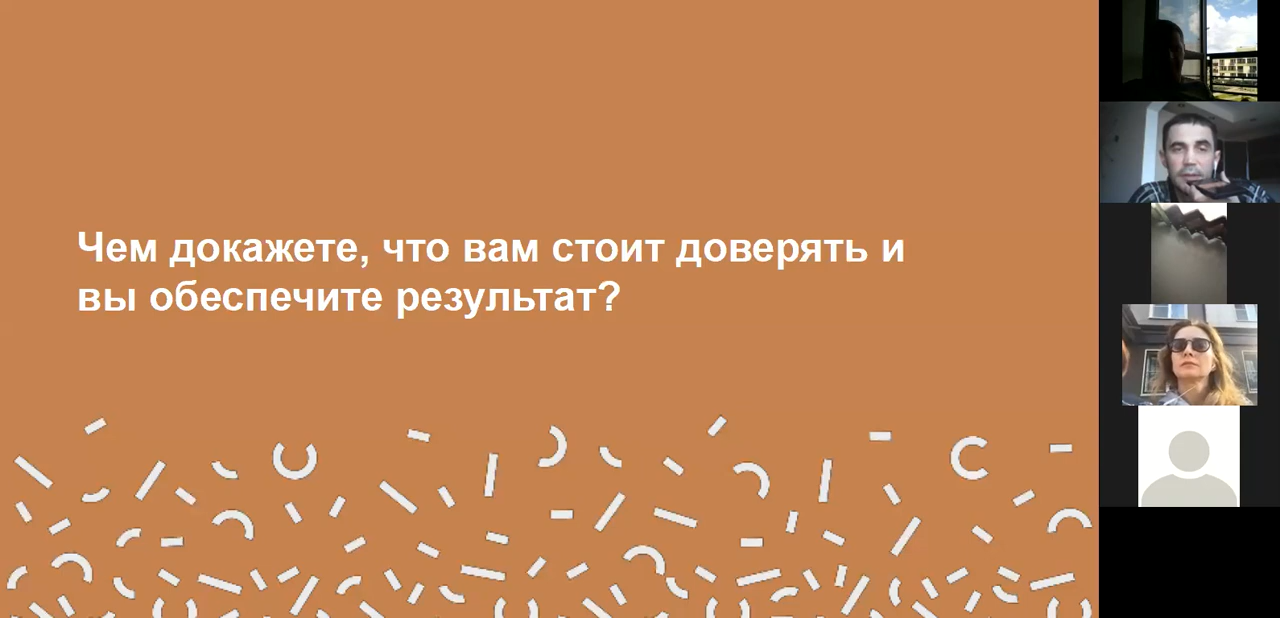 Чем докажете, что вам стоит доверять и
вы обеспечите результат?